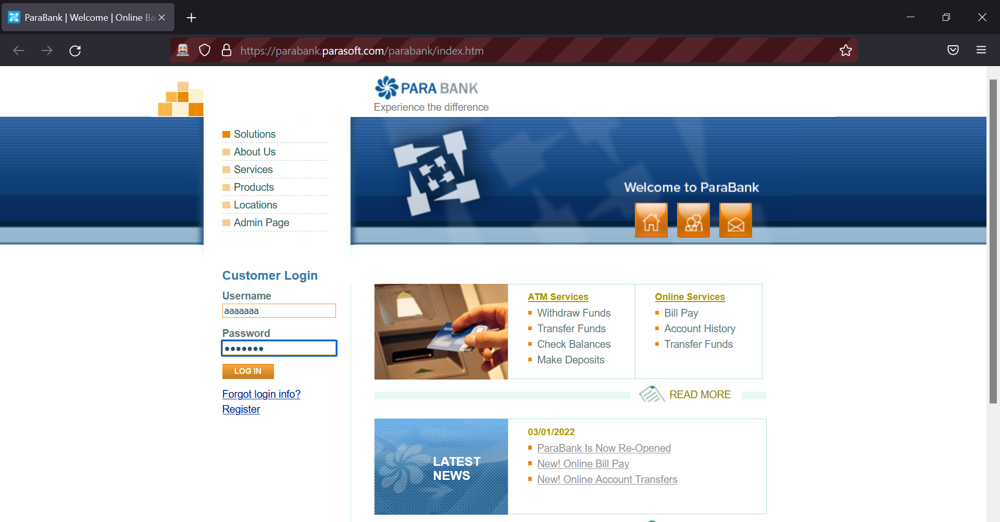 ParaBank | Welcome | Online Ba
https://parabank.parasoft.com/parabank/index.htm
PARA BANK
Experience the difference
Solutions
About Us
Services
Products
Locations
Admin Page
Welcome to ParaBank
Customer Login
Username
aaaaaaa
Password
•••••••
LOG IN
Forgot login info?
Register
ATM Services
Withdraw Funds
Transfer Funds
Check Balances
Make Deposits
Online Services
Bill Pay
Account History
Transfer Funds
READ MORE
LATEST
NEWS
03/01/2022
ParaBank Is Now Re-Opened
New! Online Bill Pay
New! Online Account Transfers